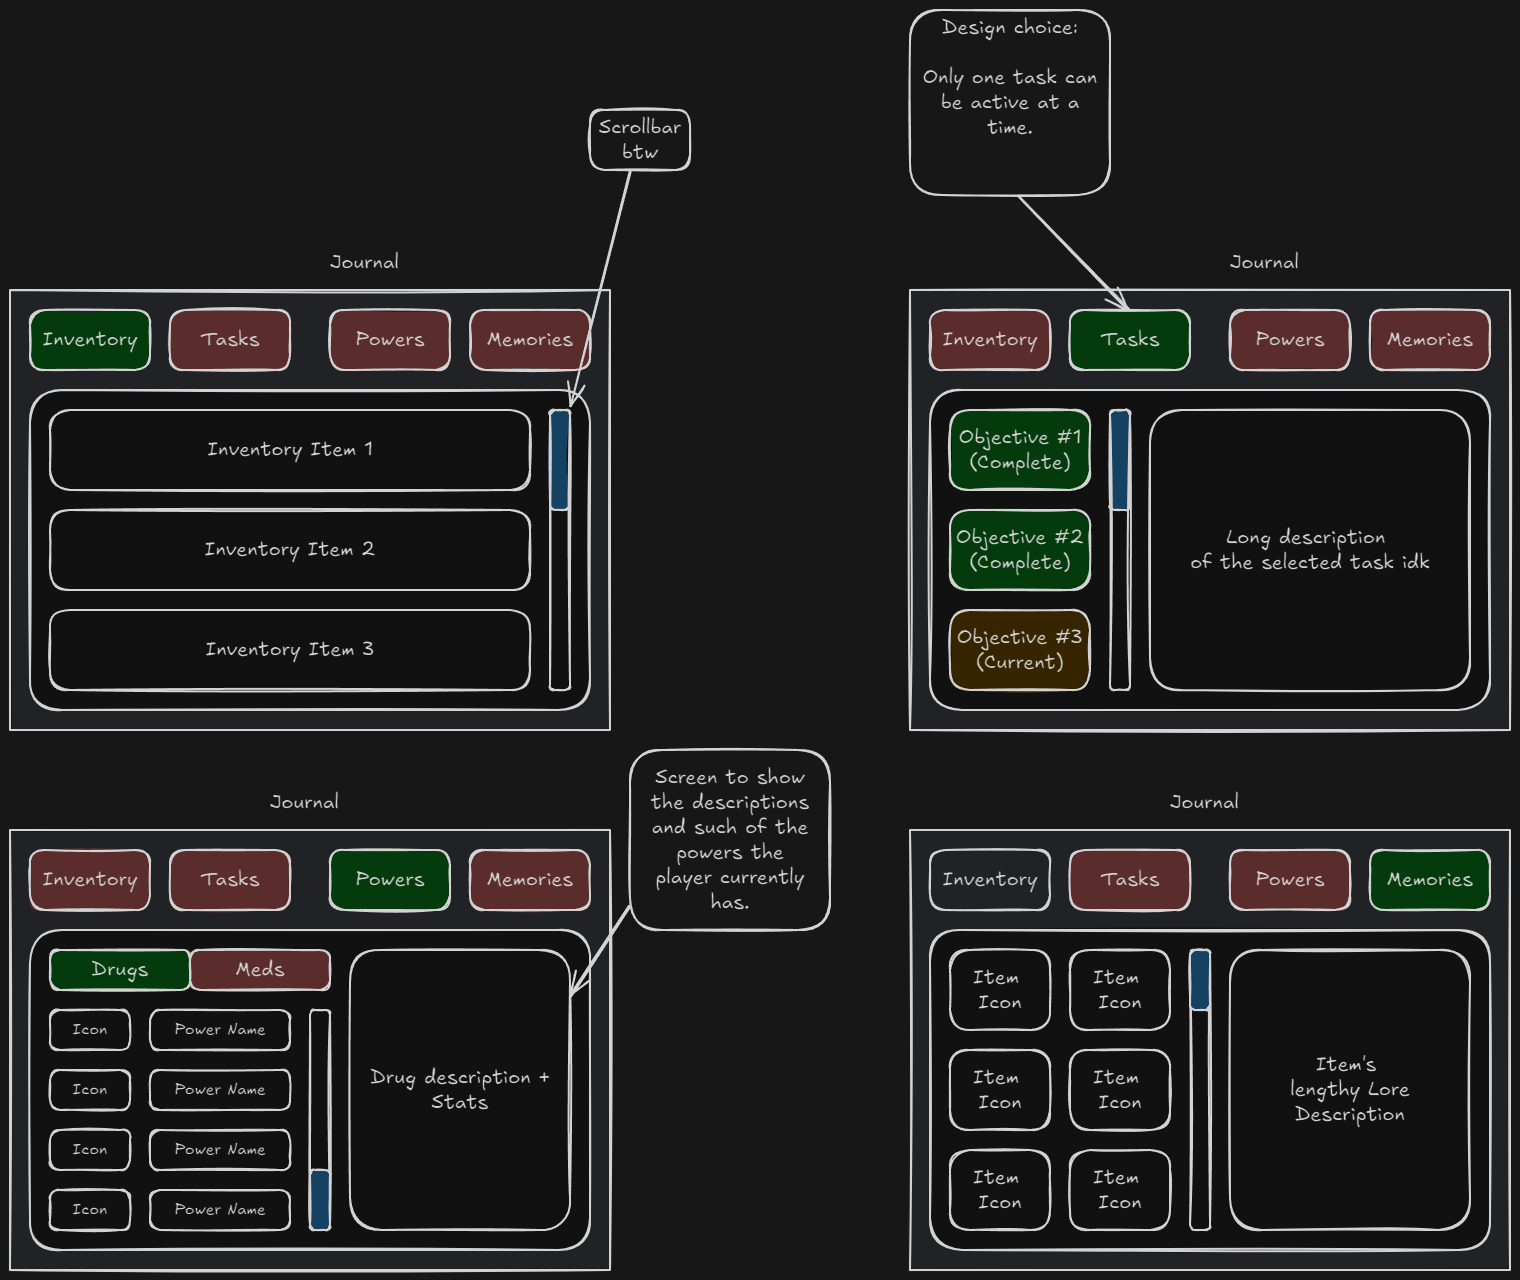 Design choice:
Only one task can
be active at a
time.
Scrollbar
btw
Journal
Inventory
Tasks
Powers
Memories
Inventory Item 1
Inventory Item 2
Inventory Item 3
Journal
Inventory
Tasks
Powers
Memories
Objective #1
(Complete)
Objective #2
(Complete)
Objective #3
(Current)
Long description
of the selected task idk
Screen to show
the descriptions
and such of the
powers the
player currently
has.
Journal
Inventory
Tasks
Powers
Memories
Drugs
Meds
Icon
Power Name
Icon
Power Name
Icon
Power Name
Icon
Power Name
Drug description +
Stats
Journal
Inventory
Tasks
Powers
Memories
Item
Icon
Item
Icon
Item
Icon
Item
Icon
Item
Icon
Item
Icon
Item's
lengthy Lore
Description